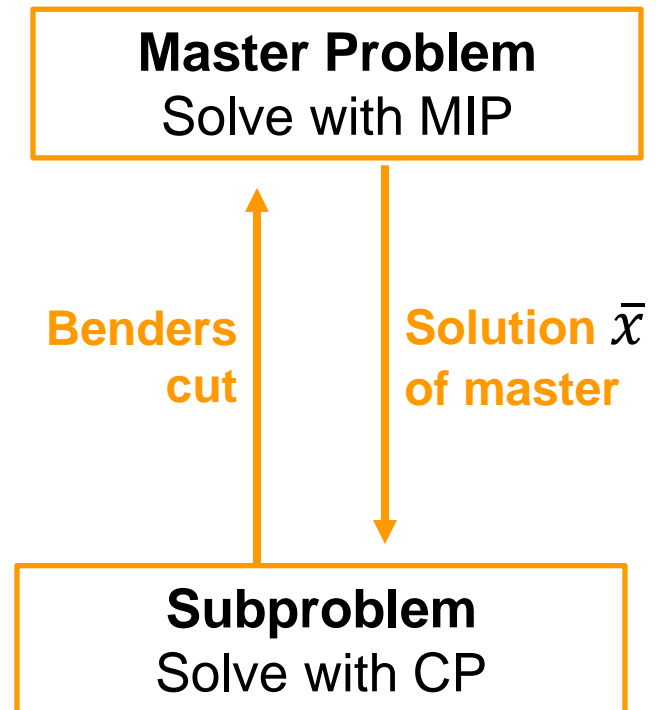 Master Problem
Solve with MIP
Benders
cut
Solution x̄
of master
Subproblem
Solve with CP